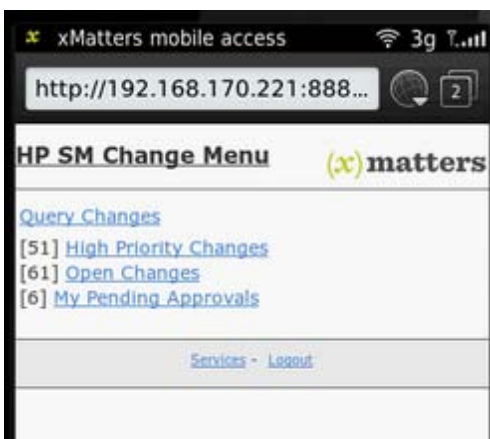 x xMatters mobile access 3g
http://192.168.170.221:888... 2
HP SM Change Menu (x)matters
Query Changes
[51] High Priority Changes
[61] Open Changes
[6] My Pending Approvals
Services - Logout